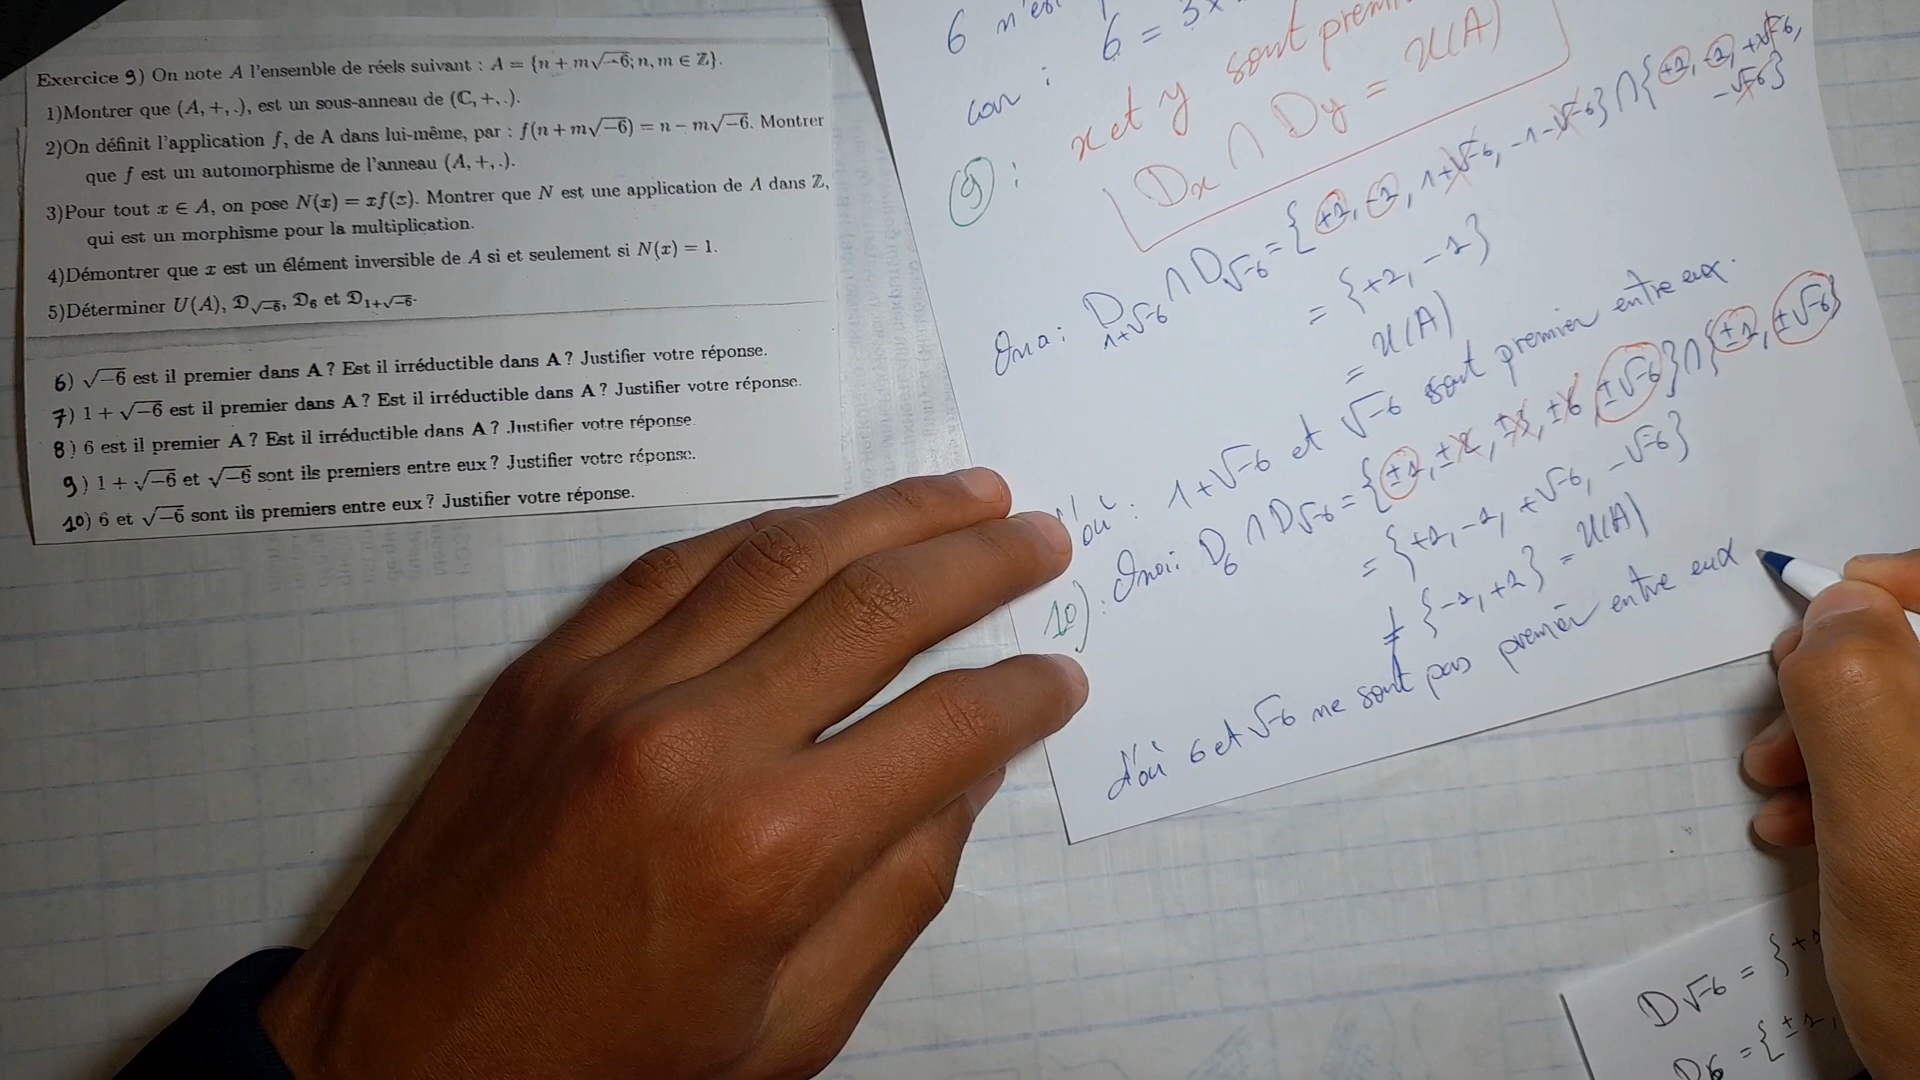 Exercice 9) On note A l'ensemble de réels suivant : A = {n + m√−6; n, m ∈ ℤ}.
1)Montrer que (A, +, .), est un sous-anneau de (ℂ, +, .).
2)On définit l'application f, de A dans lui-même, par : f(n + m√−6) = n − m√−6. Montrer
que f est un automorphisme de l'anneau (A, +, .).
3)Pour tout x ∈ A, on pose N(x) = xf(x). Montrer que N est une application de A dans ℤ,
qui est un morphisme pour la multiplication.
4)Démontrer que x est un élément inversible de A si et seulement si N(x) = 1.
5)Déterminer U(A), D√−6, D6 et D1+√−6.
6) √−6 est il premier dans A ? Est il irréductible dans A ? Justifier votre réponse.
7) 1 + √−6 est il premier dans A ? Est il irréductible dans A ? Justifier votre réponse.
8) 6 est il premier A ? Est il irréductible dans A ? Justifier votre réponse.
9) 1 + √−6 et √−6 sont ils premiers entre eux ? Justifier votre réponse.
10) 6 et √−6 sont ils premiers entre eux ? Justifier votre réponse.
6 n'est
car : 6 = 3×
9) : x et y sont premi
Dx ∩ Dy = U(A)
On a : D1+√-6 ∩ D√-6 = { +1, -1, 1+√-6, -1-√-6} ∩ { +1, -1, +√-6,
-√-6}
= {+1, -1}
= U(A)
d'où : 1+√-6 et √-6 sont premier entre eux.
10) : On a : D6 ∩ D√-6 = { ±1, ±2, ±3, ±6, ±√-6} ∩ { ±1, ±√-6}
= {+1, -1, +√-6, -√-6}
≠ {-1, +1} = U(A)
d'où 6 et √-6 ne sont pas premier entre eux
D√-6 = {+1
D6 = {±1,